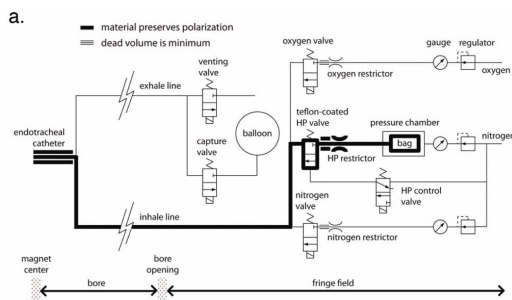 a.
material preserves polarization
dead volume is minimum
venting
valve
exhale line
endotracheal
catheter
capture
valve
balloon
inhale line
oxygen valve
oxygen restrictor
gauge
regulator
oxygen
teflon-coated
HP valve
pressure chamber
bag
nitrogen
HP restrictor
HP control
valve
nitrogen
valve
nitrogen restrictor
magnet
center
bore
bore
opening
fringe field